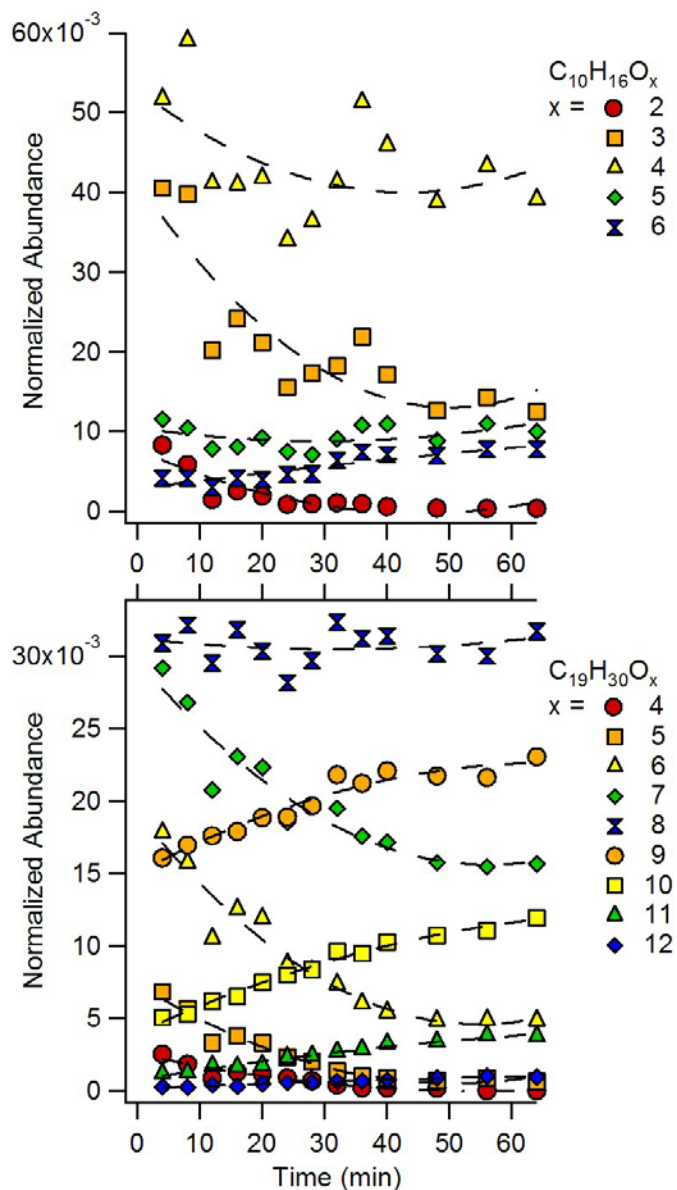 60x10⁻³
50
40
30
20
10
0
Normalized Abundance
C₁₀H₁₆Oₓ
x = 2
3
4
5
6
0 10 20 30 40 50 60
30x10⁻³
25
20
15
10
5
0
Normalized Abundance
C₁₉H₃₀Oₓ
x = 4
5
6
7
8
9
10
11
12
0 10 20 30 40 50 60
Time (min)